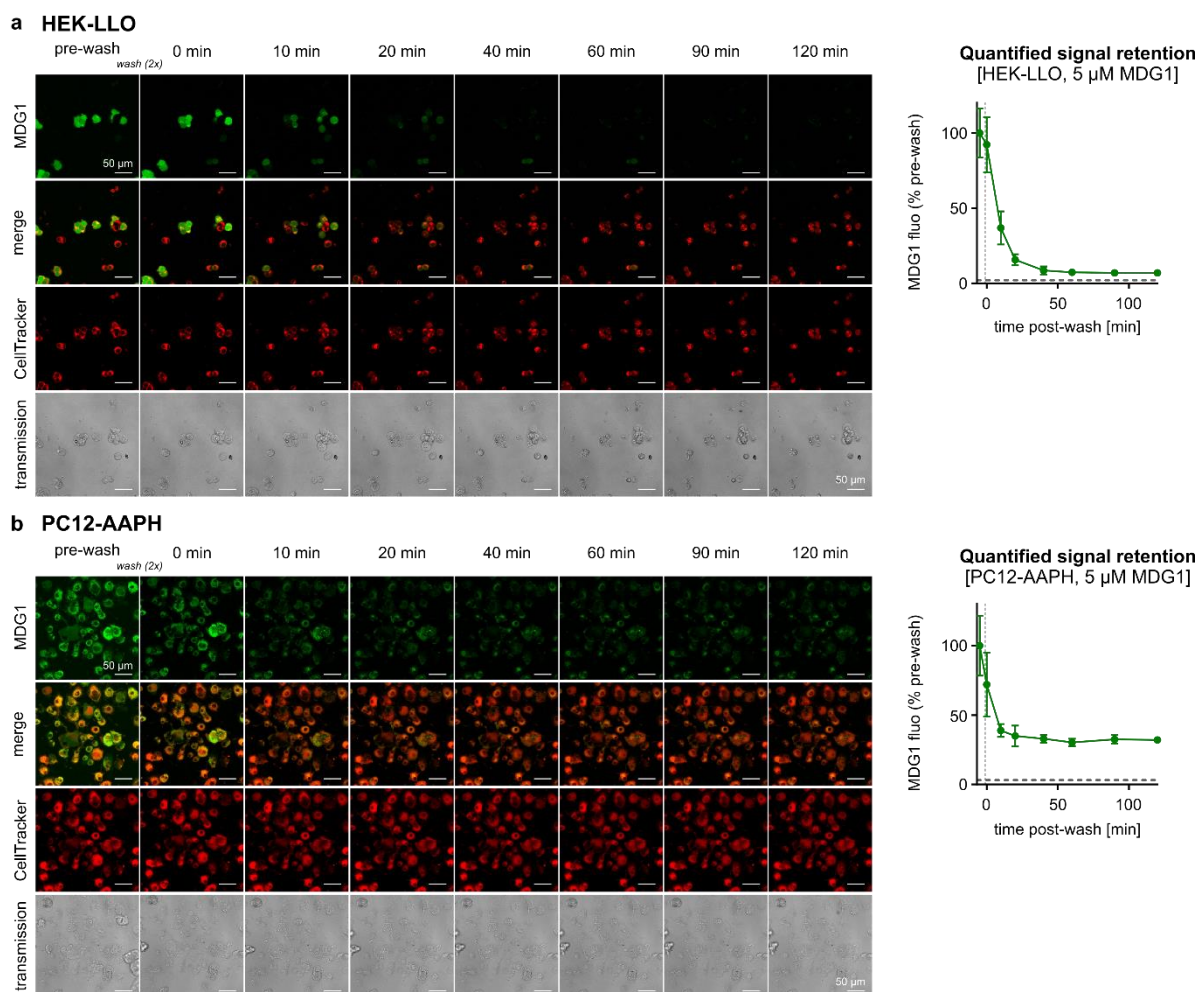 a HEK-LLO
pre-wash
wash (2x)
0 min 10 min 20 min 40 min 60 min 90 min 120 min
MDG1
50 µm
merge
CellTracker
transmission
50 µm
Quantified signal retention
[HEK-LLO, 5 µM MDG1]
MDG1 fluo (% pre-wash)
100
50
0
0 50 100
time post-wash [min]
b PC12-AAPH
pre-wash
wash (2x)
0 min 10 min 20 min 40 min 60 min 90 min 120 min
MDG1
50 µm
merge
CellTracker
transmission
50 µm
Quantified signal retention
[PC12-AAPH, 5 µM MDG1]
MDG1 fluo (% pre-wash)
100
50
0
0 50 100
time post-wash [min]